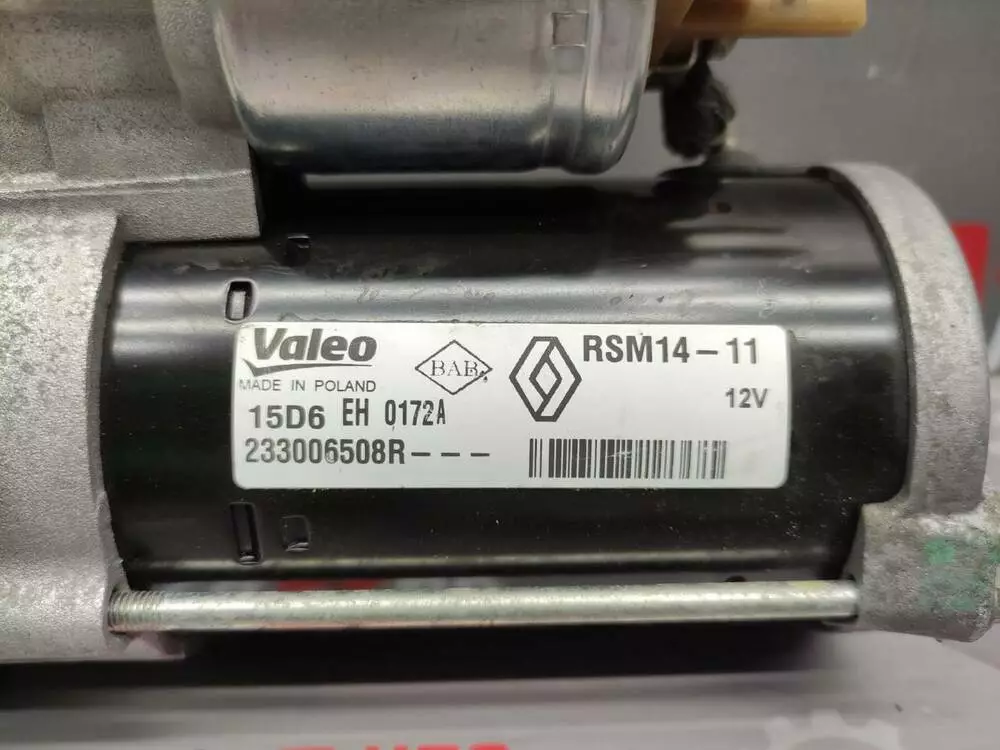 Valeo
MADE IN POLAND
BAB
RSM14-11
12V
15D6 EH 0172A
233006508R---